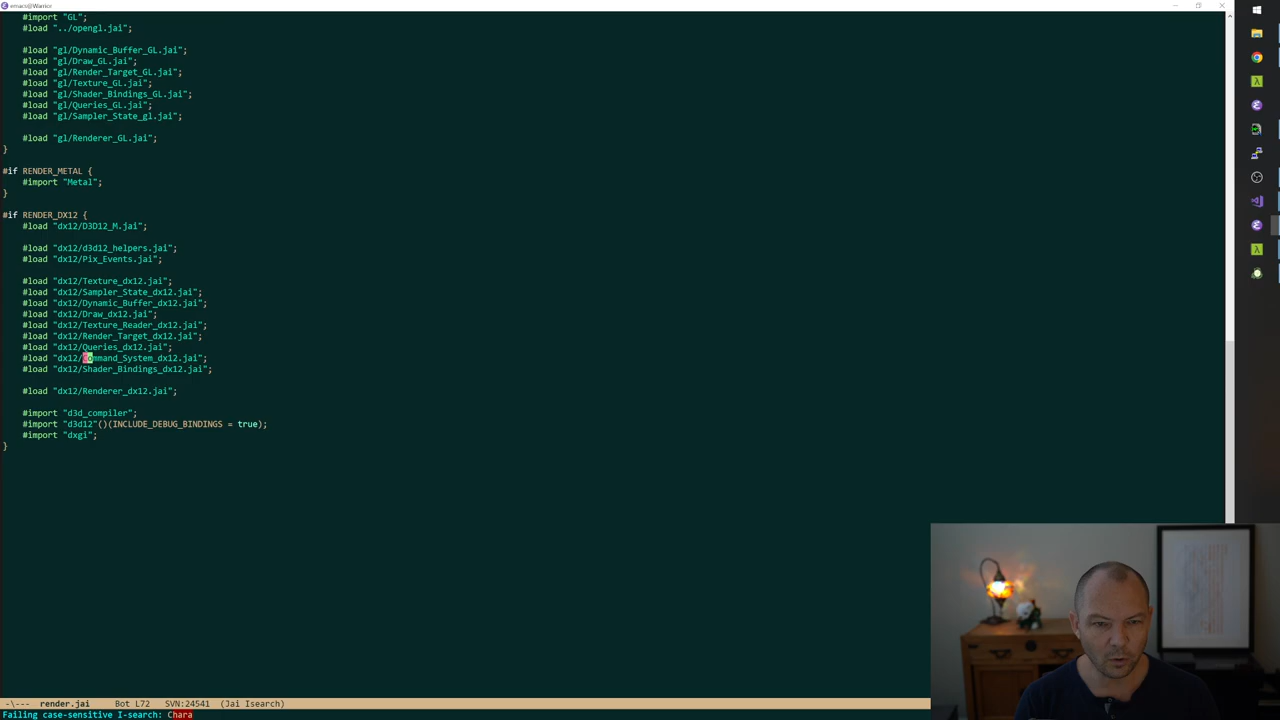 emacs@Warrior
#import "GL";
#load "../opengl.jai";
#load "gl/Dynamic_Buffer_GL.jai";
#load "gl/Draw_GL.jai";
#load "gl/Render_Target_GL.jai";
#load "gl/Texture_GL.jai";
#load "gl/Shader_Bindings_GL.jai";
#load "gl/Queries_GL.jai";
#load "gl/Sampler_State_gl.jai";
#load "gl/Renderer_GL.jai";
}
#if RENDER_METAL {
#import "Metal";
}
#if RENDER_DX12 {
#load "dx12/D3D12_M.jai";
#load "dx12/d3d12_helpers.jai";
#load "dx12/Pix_Events.jai";
#load "dx12/Texture_dx12.jai";
#load "dx12/Sampler_State_dx12.jai";
#load "dx12/Dynamic_Buffer_dx12.jai";
#load "dx12/Draw_dx12.jai";
#load "dx12/Texture_Reader_dx12.jai";
#load "dx12/Render_Target_dx12.jai";
#load "dx12/Queries_dx12.jai";
#load "dx12/Command_System_dx12.jai";
#load "dx12/Shader_Bindings_dx12.jai";
#load "dx12/Renderer_dx12.jai";
#import "d3d_compiler";
#import "d3d12"()(INCLUDE_DEBUG_BINDINGS = true);
#import "dxgi";
}
-\--- render.jai Bot L72 SVN:24541 (Jai Isearch)
Failing case-sensitive I-search: Chara